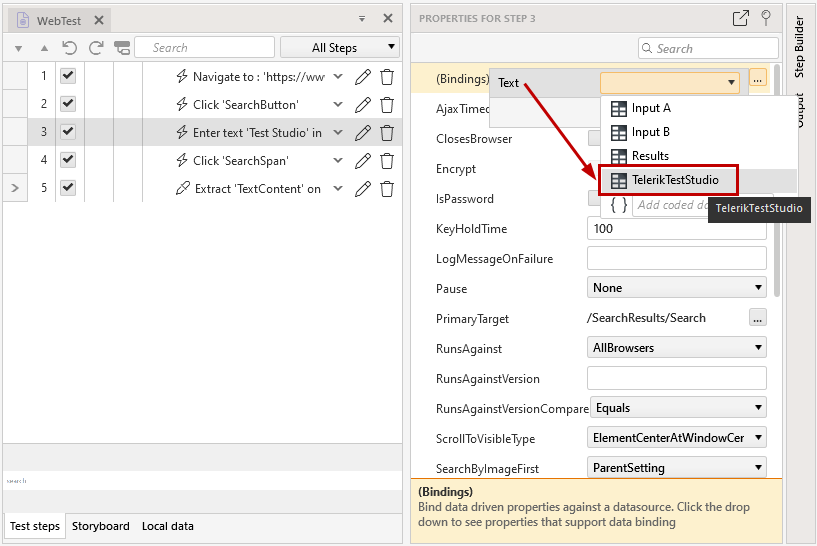 WebTest
Search
All Steps
1 Navigate to : 'https://ww
2 Click 'SearchButton'
3 Enter text 'Test Studio' in
4 Click 'SearchSpan'
5 Extract 'TextContent' on
search
Test steps Storyboard Local data
PROPERTIES FOR STEP 3
Search
(Bindings) ...
Text
Input A
Input B
Results
TelerikTestStudio
{ } Add coded da
TelerikTestStudio
AjaxTimeo
ClosesBrowser
Encrypt
IsPassword
KeyHoldTime 100
LogMessageOnFailure
Pause None
PrimaryTarget /SearchResults/Search ...
RunsAgainst AllBrowsers
RunsAgainstVersion
RunsAgainstVersionCompare Equals
ScrollToVisibleType ElementCenterAtWindowCer
SearchByImageFirst ParentSetting
(Bindings)
Bind data driven properties against a datasource. Click the drop
down to see properties that support data binding
Step Builder
Output